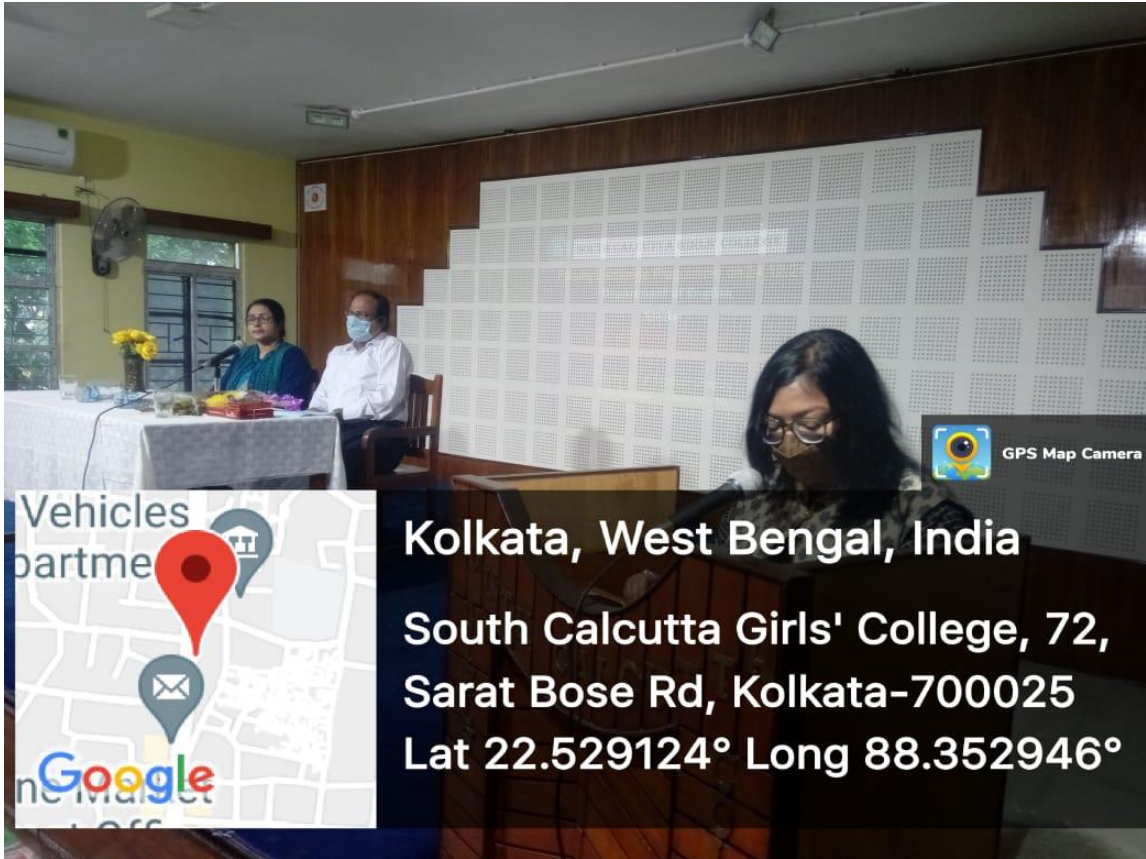 GPS Map Camera
Kolkata, West Bengal, India
South Calcutta Girls' College, 72,
Sarat Bose Rd, Kolkata-700025
Lat 22.529124° Long 88.352946°
Vehicles
partme
Google